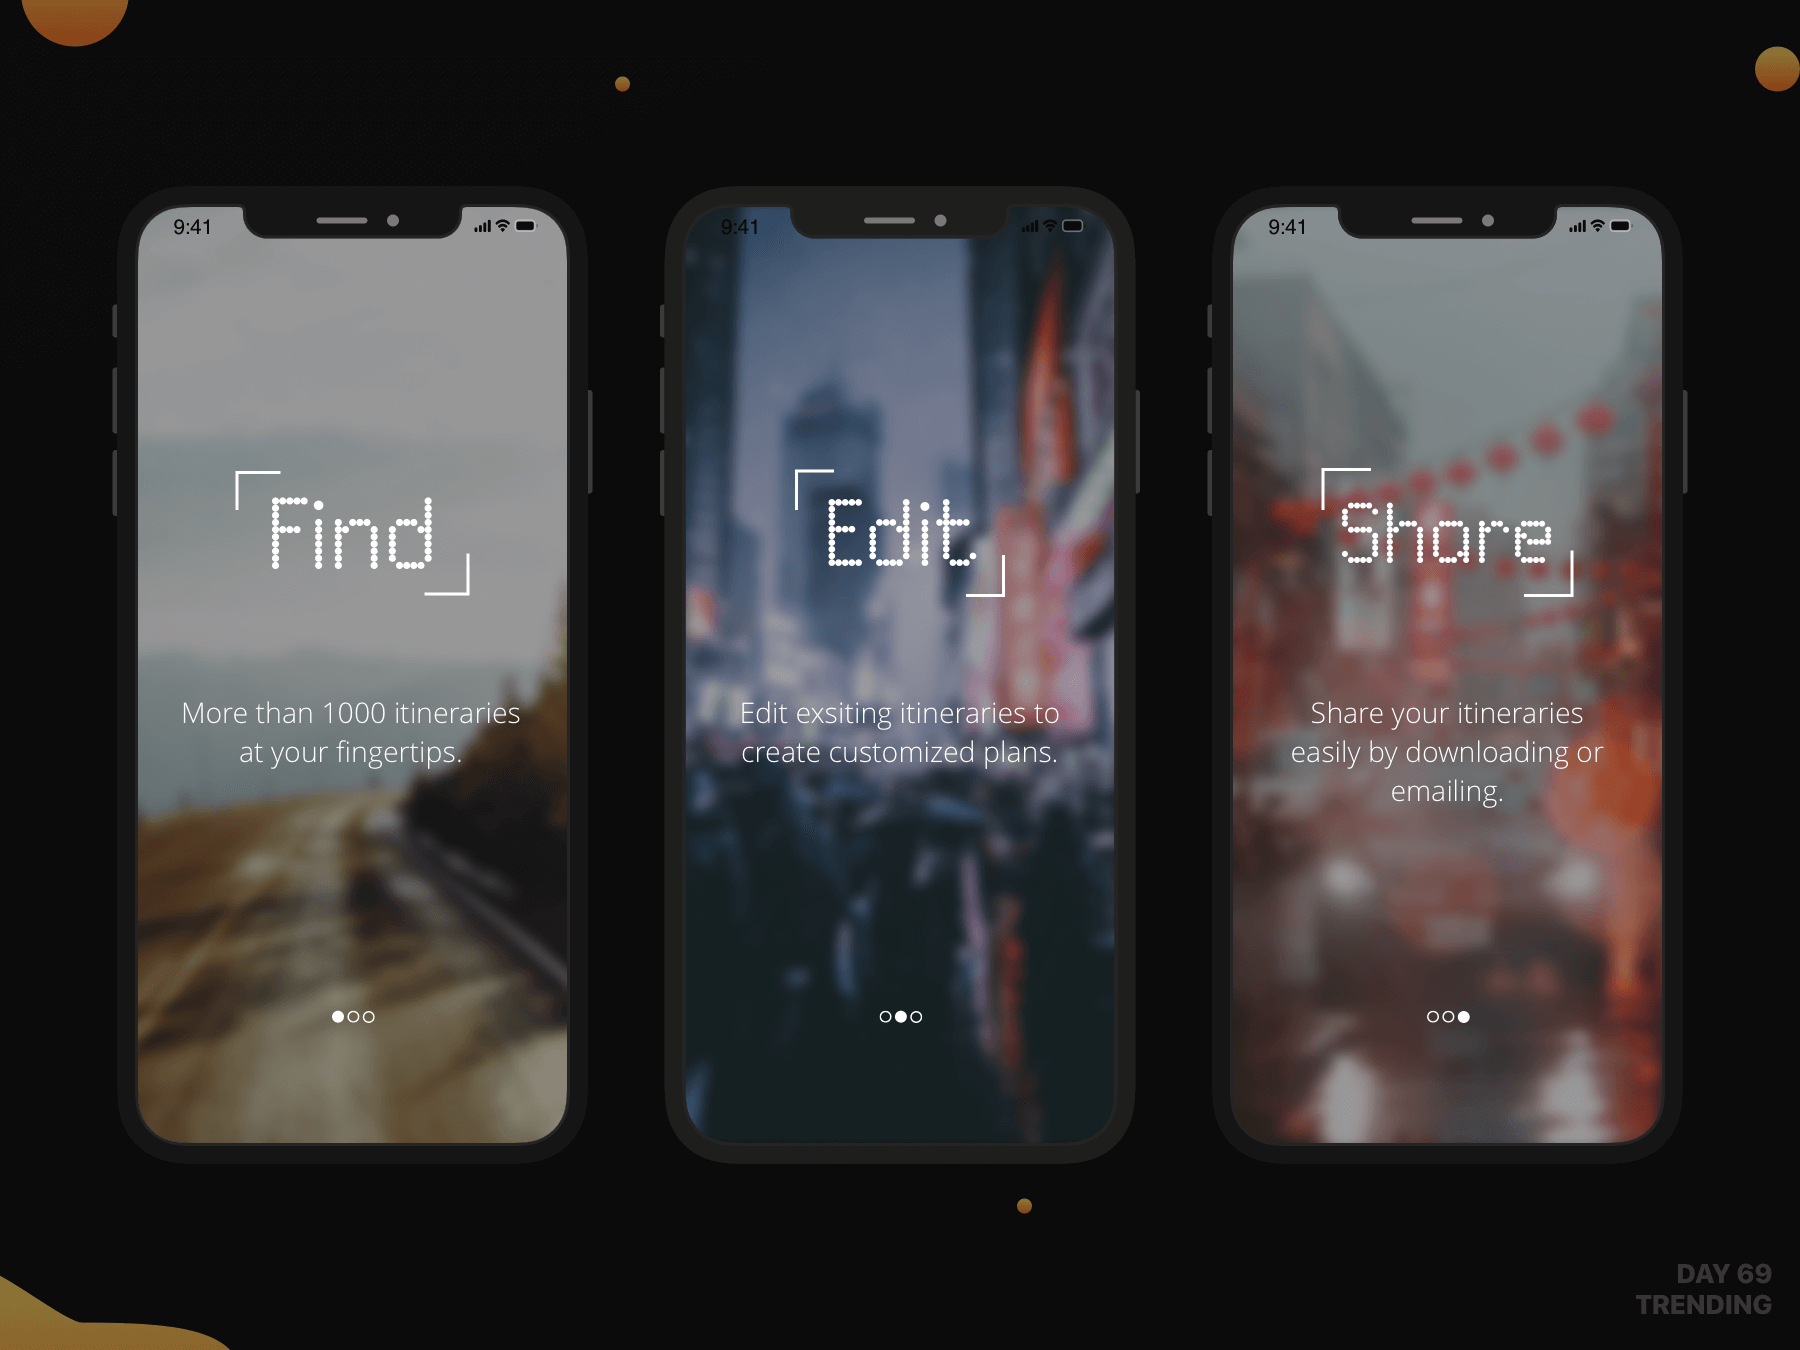 9:41
Find
More than 1000 itineraries
at your fingertips.
9:41
Edit
Edit exsiting itineraries to
create customized plans.
9:41
Share
Share your itineraries
easily by downloading or
emailing.
DAY 69
TRENDING